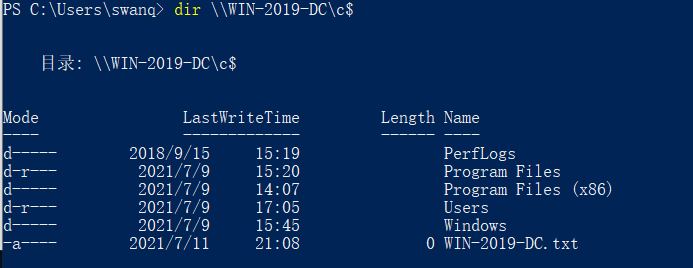 PS C:\Users\swanq> dir \\WIN-2019-DC\c$
目录: \\WIN-2019-DC\c$
Mode                LastWriteTime         Length Name
----                -------------         ------ ----
d-----        2018/9/15     15:19                PerfLogs
d-r---         2021/7/9     15:20                Program Files
d-----         2021/7/9     14:07                Program Files (x86)
d-r---         2021/7/9     17:05                Users
d-----         2021/7/9     15:45                Windows
-a----        2021/7/11     21:08              0 WIN-2019-DC.txt